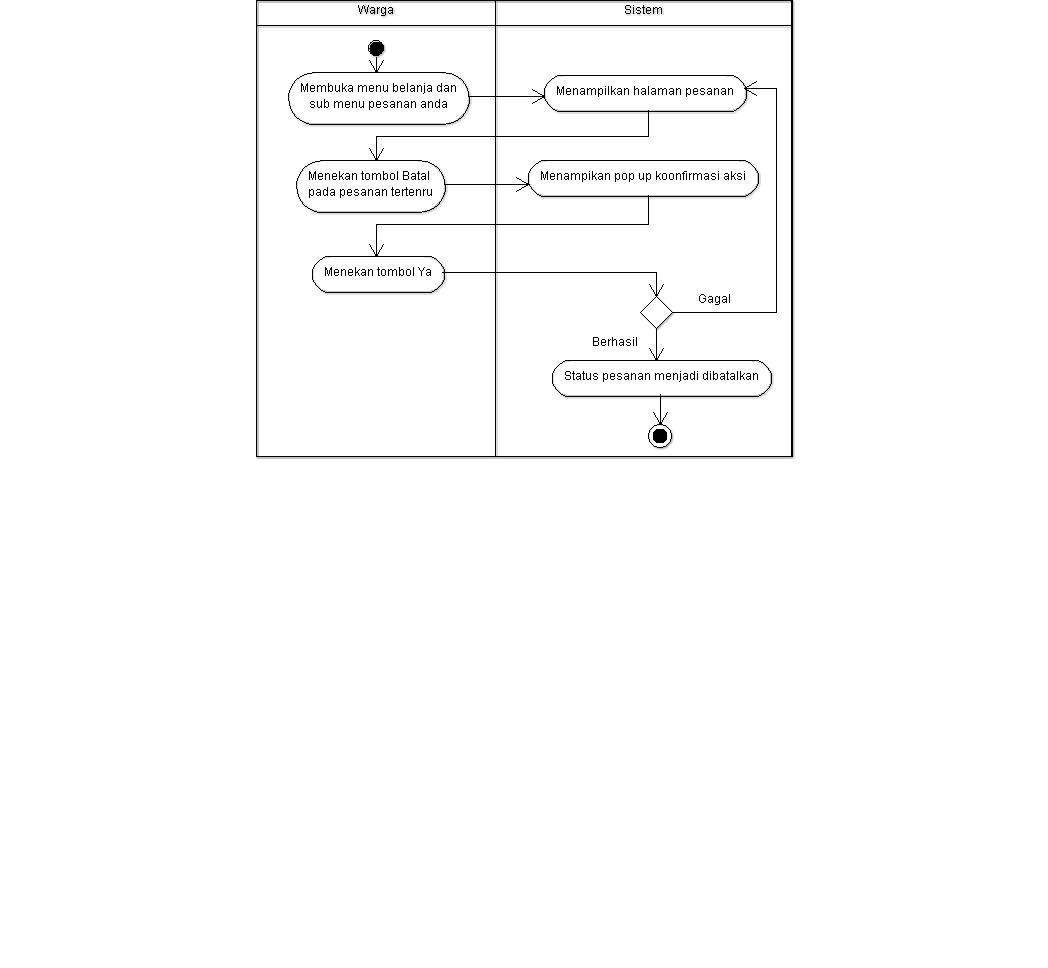 Warga
Sistem
Membuka menu belanja dan
sub menu pesanan anda
Menampilkan halaman pesanan
Menekan tombol Batal
pada pesanan tertenru
Menampikan pop up koonfirmasi aksi
Menekan tombol Ya
Gagal
Berhasil
Status pesanan menjadi dibatalkan